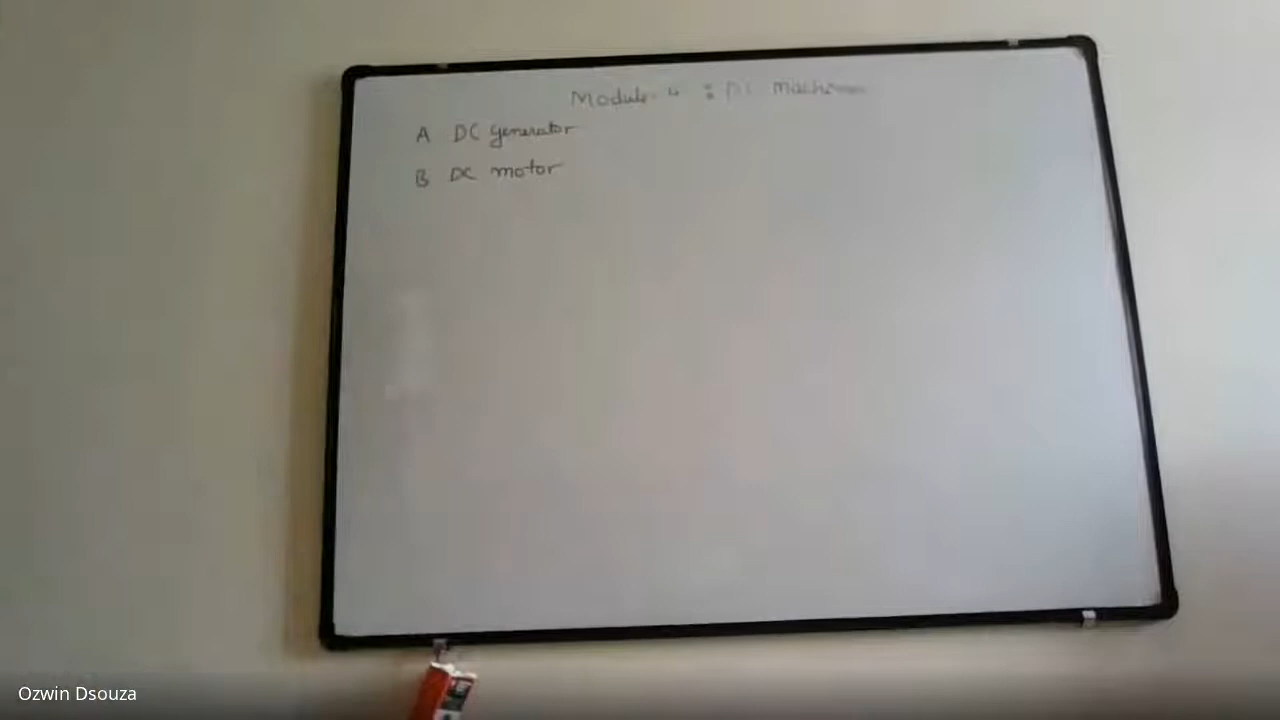 Module-4 : DC Machines
A DC generator
B DC motor
Ozwin Dsouza